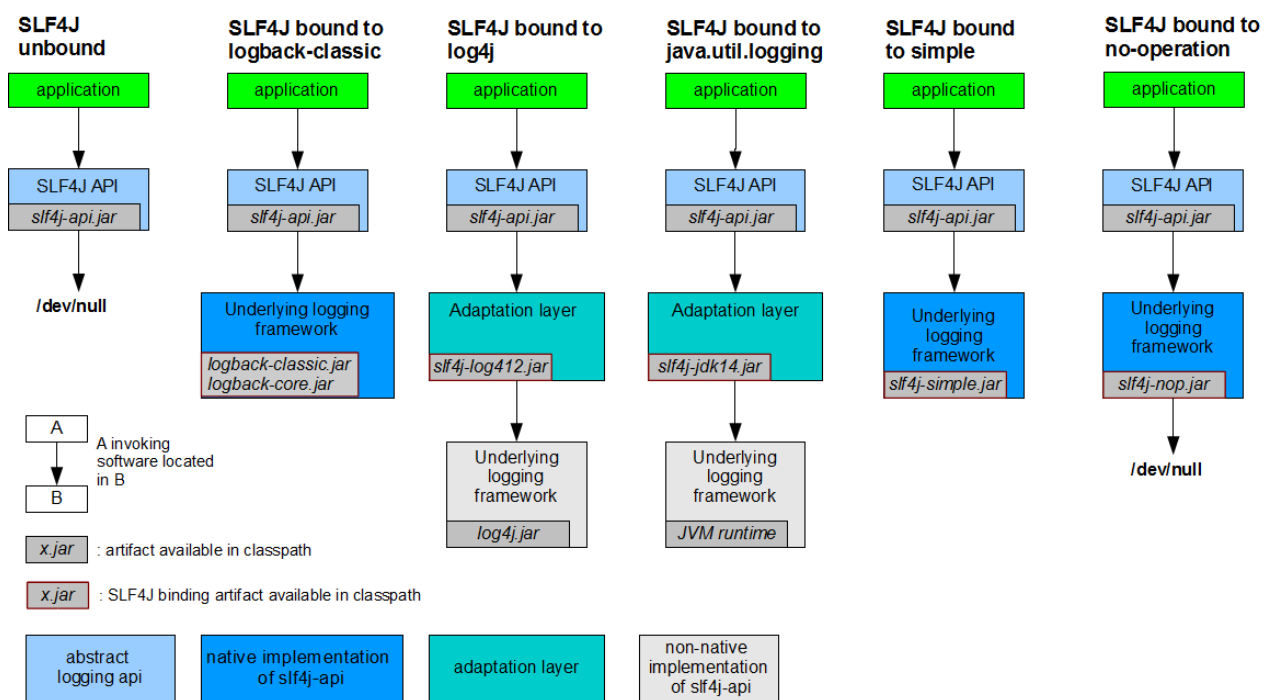 SLF4J
unbound
SLF4J bound to
logback-classic
SLF4J bound to
log4j
SLF4J bound to
java.util.logging
SLF4J bound
to simple
SLF4J bound to
no-operation
application
application
application
application
application
application
SLF4J API
slf4j-api.jar
SLF4J API
slf4j-api.jar
SLF4J API
slf4j-api.jar
SLF4J API
slf4j-api.jar
SLF4J API
slf4j-api.jar
SLF4J API
slf4j-api.jar
/dev/null
Underlying logging
framework
logback-classic.jar
logback-core.jar
Adaptation layer
slf4j-log412.jar
Adaptation layer
slf4j-jdk14.jar
Underlying
logging
framework
slf4j-simple.jar
Underlying
logging
framework
slf4j-nop.jar
A
B
A invoking
software located
in B
Underlying
logging
framework
log4j.jar
Underlying
logging
framework
JVM runtime
/dev/null
x.jar : artifact available in classpath
x.jar : SLF4J binding artifact available in classpath
abstract
logging api
native implementation
of slf4j-api
adaptation layer
non-native
implementation
of slf4j-api